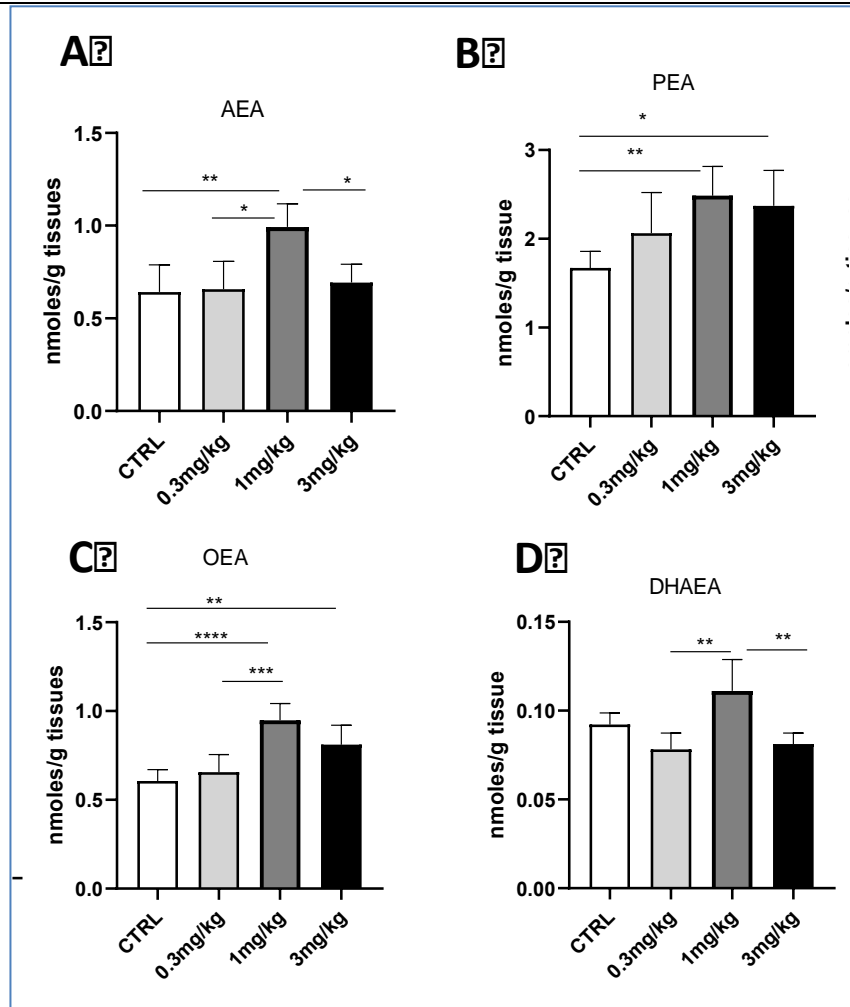 A⍰
AEA
nmoles/g tissues
1.5
1.0
0.5
0.0
**
*
*
CTRL
0.3mg/kg
1mg/kg
3mg/kg
B⍰
PEA
nmoles/g tissue
3
2
1
0
*
**
CTRL
0.3mg/kg
1mg/kg
3mg/kg
C⍰
OEA
nmoles/g tissues
1.5
1.0
0.5
0.0
**
****
***
CTRL
0.3mg/kg
1mg/kg
3mg/kg
D⍰
DHAEA
nmoles/g tissue
0.15
0.10
0.05
0.00
**
**
CTRL
0.3mg/kg
1mg/kg
3mg/kg